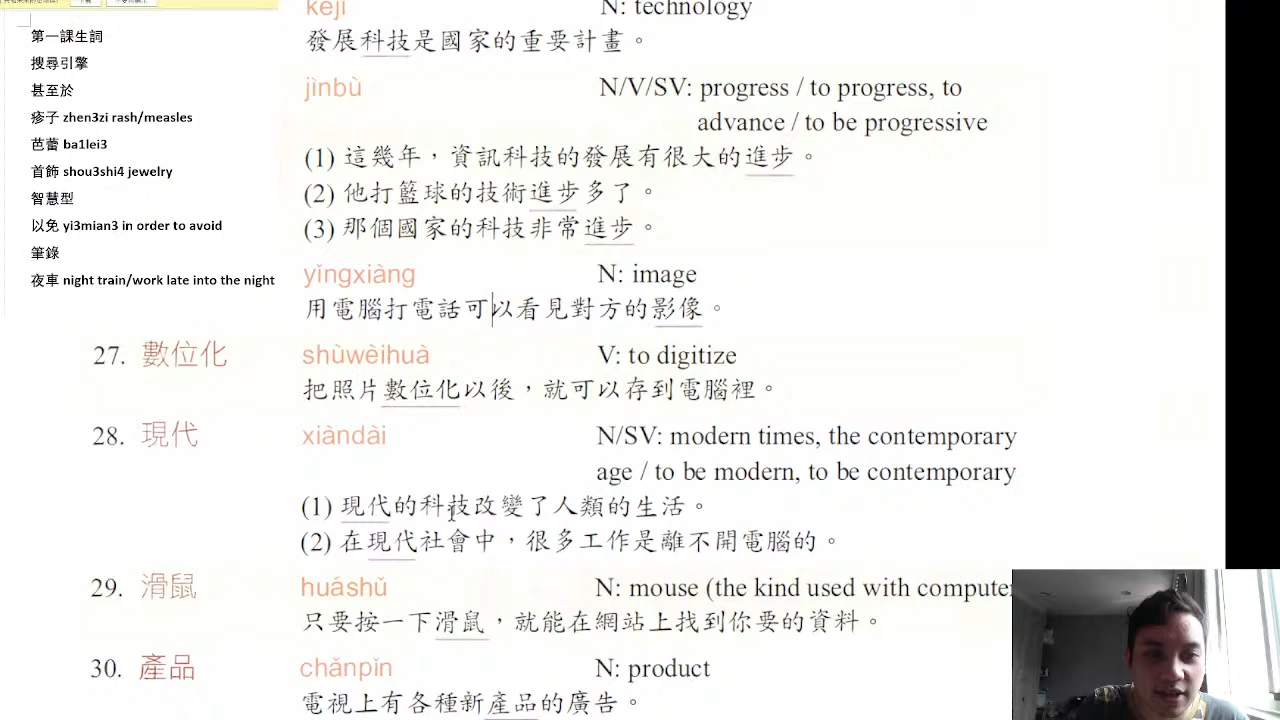 第一課生詞
搜尋引擎
甚至於
疹子 zhen3zi rash/measles
芭蕾 ba1lei3
首飾 shou3shi4 jewelry
智慧型
以免 yi3mian3 in order to avoid
筆錄
夜車 night train/work late into the night
kējì N: technology
發展科技是國家的重要計畫。
jìnbù N/V/SV: progress / to progress, to
advance / to be progressive
(1) 這幾年，資訊科技的發展有很大的進步。
(2) 他打籃球的技術進步多了。
(3) 那個國家的科技非常進步。
yǐngxiàng N: image
用電腦打電話可以看見對方的影像。
27. 數位化 shùwèihuà V: to digitize
把照片數位化以後，就可以存到電腦裡。
28. 現代 xiàndài N/SV: modern times, the contemporary
age / to be modern, to be contemporary
(1) 現代的科技改變了人類的生活。
(2) 在現代社會中，很多工作是離不開電腦的。
29. 滑鼠 huáshǔ N: mouse (the kind used with compute
只要按一下滑鼠，就能在網站上找到你要的資料。
30. 產品 chǎnpǐn N: product
電視上有各種新產品的廣告。